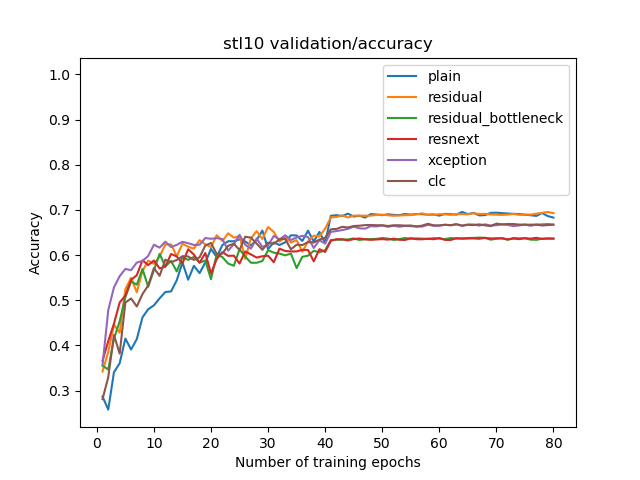 stl10 validation/accuracy
1.0
0.9
0.8
0.7
0.6
0.5
0.4
0.3
Accuracy
plain
residual
residual_bottleneck
resnext
xception
clc
0 10 20 30 40 50 60 70 80
Number of training epochs